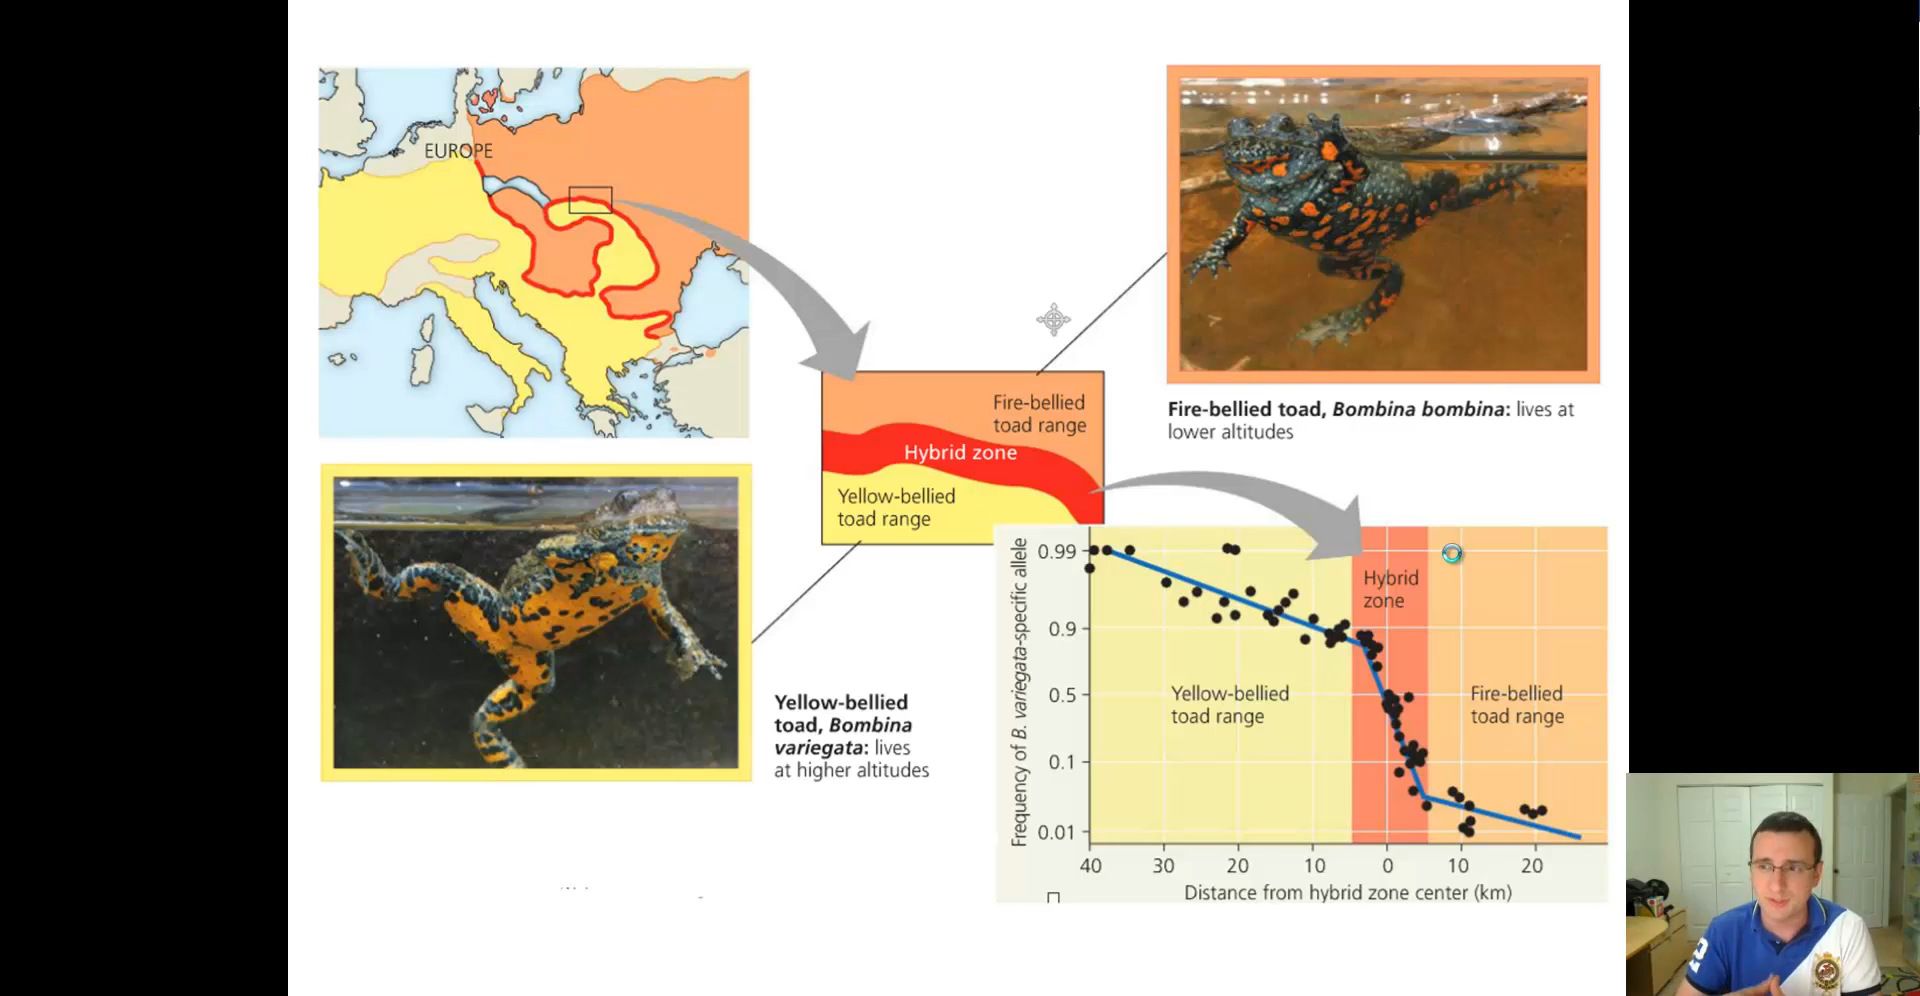 EUROPE
Fire-bellied toad, Bombina bombina: lives at
lower altitudes
Fire-bellied
toad range
Hybrid zone
Yellow-bellied
toad range
Yellow-bellied
toad, Bombina
variegata: lives
at higher altitudes
Frequency of B. variegata-specific allele
0.99
0.9
0.5
0.1
0.01
Hybrid
zone
Yellow-bellied
toad range
Fire-bellied
toad range
40 30 20 10 0 10 20
Distance from hybrid zone center (km)
2